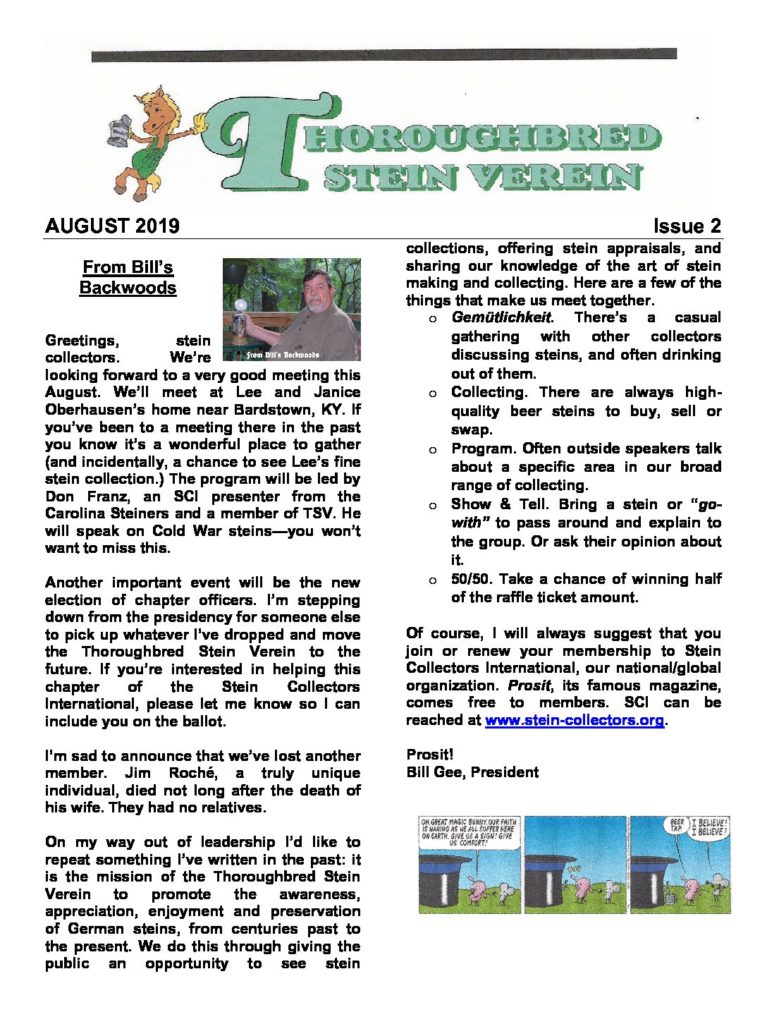 THOROUGHBRED
STEIN VEREIN
AUGUST 2019 Issue 2
From Bill’s
Backwoods
From Bill's Backwoods
Greetings, stein
collectors. We’re
looking forward to a very good meeting this
August. We’ll meet at Lee and Janice
Oberhausen’s home near Bardstown, KY. If
you’ve been to a meeting there in the past
you know it’s a wonderful place to gather
(and incidentally, a chance to see Lee’s fine
stein collection.) The program will be led by
Don Franz, an SCI presenter from the
Carolina Steiners and a member of TSV. He
will speak on Cold War steins—you won’t
want to miss this.
Another important event will be the new
election of chapter officers. I’m stepping
down from the presidency for someone else
to pick up whatever I’ve dropped and move
the Thoroughbred Stein Verein to the
future. If you’re interested in helping this
chapter of the Stein Collectors
International, please let me know so I can
include you on the ballot.
I’m sad to announce that we’ve lost another
member. Jim Roché, a truly unique
individual, died not long after the death of
his wife. They had no relatives.
On my way out of leadership I’d like to
repeat something I’ve written in the past: it
is the mission of the Thoroughbred Stein
Verein to promote the awareness,
appreciation, enjoyment and preservation
of German steins, from centuries past to
the present. We do this through giving the
public an opportunity to see stein
collections, offering stein appraisals, and
sharing our knowledge of the art of stein
making and collecting. Here are a few of the
things that make us meet together.
o Gemütlichkeit. There’s a casual
gathering with other collectors
discussing steins, and often drinking
out of them.
o Collecting. There are always high-
quality beer steins to buy, sell or
swap.
o Program. Often outside speakers talk
about a specific area in our broad
range of collecting.
o Show & Tell. Bring a stein or “go-
with” to pass around and explain to
the group. Or ask their opinion about
it.
o 50/50. Take a chance of winning half
of the raffle ticket amount.
Of course, I will always suggest that you
join or renew your membership to Stein
Collectors International, our national/global
organization. Prosit, its famous magazine,
comes free to members. SCI can be
reached at www.stein-collectors.org.
Prosit!
Bill Gee, President
OH GREAT MAGIC BUNNY, OUR FAITH
IS WANING AS WE ALL SUFFER HERE
ON EARTH. GIVE US A SIGN! GIVE
US COMFORT!
BEER
TAP.
I BELIEVE!
I BELIEVE!